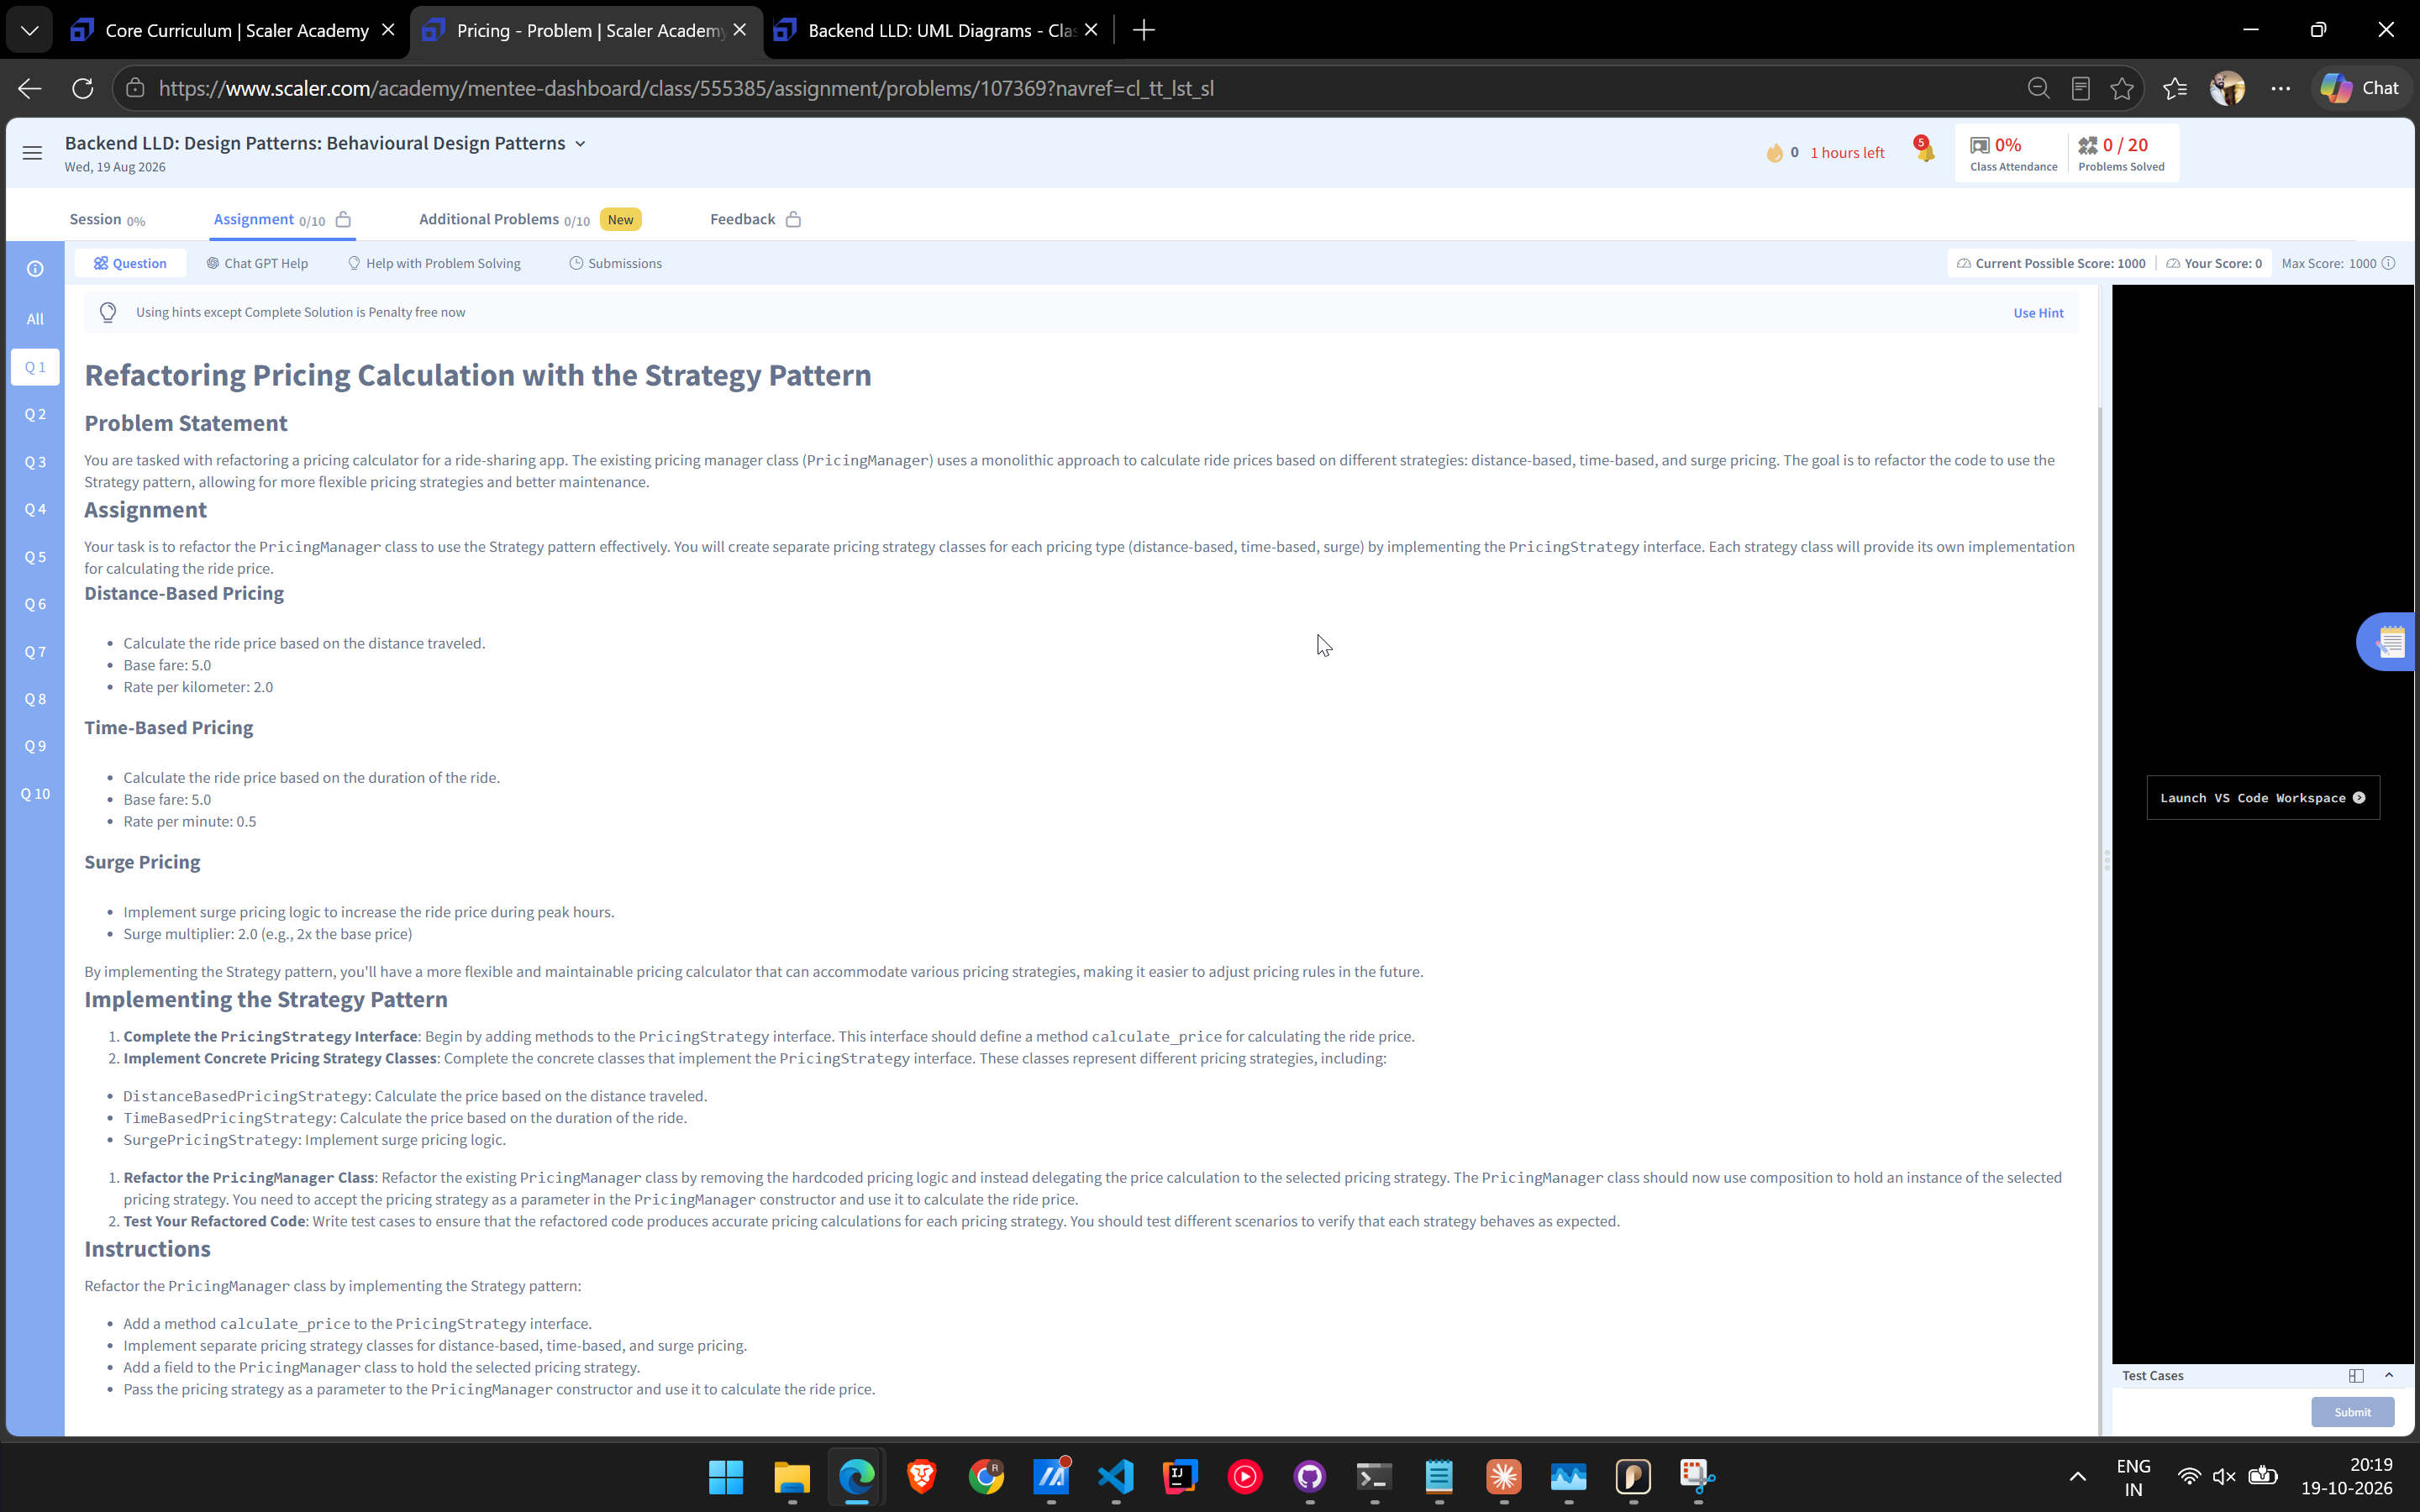 Core Curriculum | Scaler Academy
Pricing - Problem | Scaler Academy
Backend LLD: UML Diagrams - Clas
https://www.scaler.com/academy/mentee-dashboard/class/555385/assignment/problems/107369?navref=cl_tt_lst_sl
Chat
Backend LLD: Design Patterns: Behavioural Design Patterns
Wed, 19 Aug 2026
0 1 hours left
5
0%
Class Attendance
0 / 20
Problems Solved
Session 0%
Assignment 0/10
Additional Problems 0/10 New
Feedback
Question
Chat GPT Help
Help with Problem Solving
Submissions
Current Possible Score: 1000
Your Score: 0
Max Score: 1000
All
Q 1
Q 2
Q 3
Q 4
Q 5
Q 6
Q 7
Q 8
Q 9
Q 10
Using hints except Complete Solution is Penalty free now
Use Hint
Refactoring Pricing Calculation with the Strategy Pattern
Problem Statement
You are tasked with refactoring a pricing calculator for a ride-sharing app. The existing pricing manager class (PricingManager) uses a monolithic approach to calculate ride prices based on different strategies: distance-based, time-based, and surge pricing. The goal is to refactor the code to use the
Strategy pattern, allowing for more flexible pricing strategies and better maintenance.
Assignment
Your task is to refactor the PricingManager class to use the Strategy pattern effectively. You will create separate pricing strategy classes for each pricing type (distance-based, time-based, surge) by implementing the PricingStrategy interface. Each strategy class will provide its own implementation
for calculating the ride price.
Distance-Based Pricing
• Calculate the ride price based on the distance traveled.
• Base fare: 5.0
• Rate per kilometer: 2.0
Time-Based Pricing
• Calculate the ride price based on the duration of the ride.
• Base fare: 5.0
• Rate per minute: 0.5
Surge Pricing
• Implement surge pricing logic to increase the ride price during peak hours.
• Surge multiplier: 2.0 (e.g., 2x the base price)
By implementing the Strategy pattern, you'll have a more flexible and maintainable pricing calculator that can accommodate various pricing strategies, making it easier to adjust pricing rules in the future.
Implementing the Strategy Pattern
1. Complete the PricingStrategy Interface: Begin by adding methods to the PricingStrategy interface. This interface should define a method calculate_price for calculating the ride price.
2. Implement Concrete Pricing Strategy Classes: Complete the concrete classes that implement the PricingStrategy interface. These classes represent different pricing strategies, including:
• DistanceBasedPricingStrategy: Calculate the price based on the distance traveled.
• TimeBasedPricingStrategy: Calculate the price based on the duration of the ride.
• SurgePricingStrategy: Implement surge pricing logic.
1. Refactor the PricingManager Class: Refactor the existing PricingManager class by removing the hardcoded pricing logic and instead delegating the price calculation to the selected pricing strategy. The PricingManager class should now use composition to hold an instance of the selected
pricing strategy. You need to accept the pricing strategy as a parameter in the PricingManager constructor and use it to calculate the ride price.
2. Test Your Refactored Code: Write test cases to ensure that the refactored code produces accurate pricing calculations for each pricing strategy. You should test different scenarios to verify that each strategy behaves as expected.
Instructions
Refactor the PricingManager class by implementing the Strategy pattern:
• Add a method calculate_price to the PricingStrategy interface.
• Implement separate pricing strategy classes for distance-based, time-based, and surge pricing.
• Add a field to the PricingManager class to hold the selected pricing strategy.
• Pass the pricing strategy as a parameter to the PricingManager constructor and use it to calculate the ride price.
Launch VS Code Workspace
Test Cases
Submit
R
IJ
ENG
IN
20:19
19-10-2026